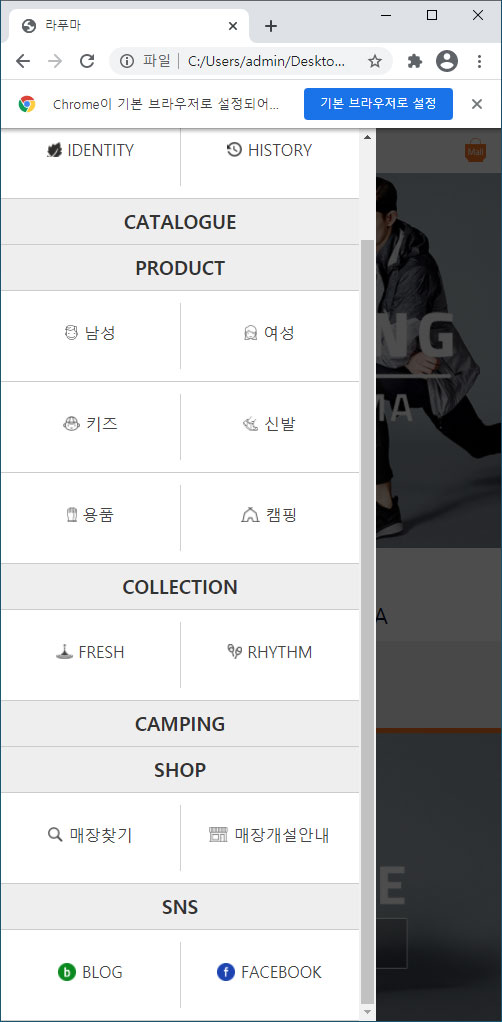 라푸마
파일 C:/Users/admin/Deskto...
Chrome이 기본 브라우저로 설정되어... 기본 브라우저로 설정
IDENTITY HISTORY
Mall
CATALOGUE
PRODUCT
남성 여성
NG
MA
키즈 신발
용품 캠핑
COLLECTION
A
FRESH RHYTHM
CAMPING
SHOP
매장찾기 매장개설안내
E
SNS
BLOG FACEBOOK